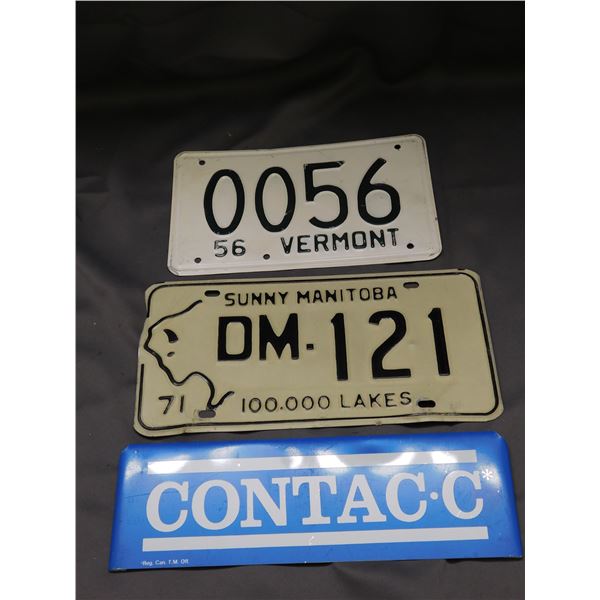 0056
56 VERMONT
SUNNY MANITOBA
DM·121
71 100.000 LAKES
CONTAC·C*
*Reg. Can. T.M. Off.